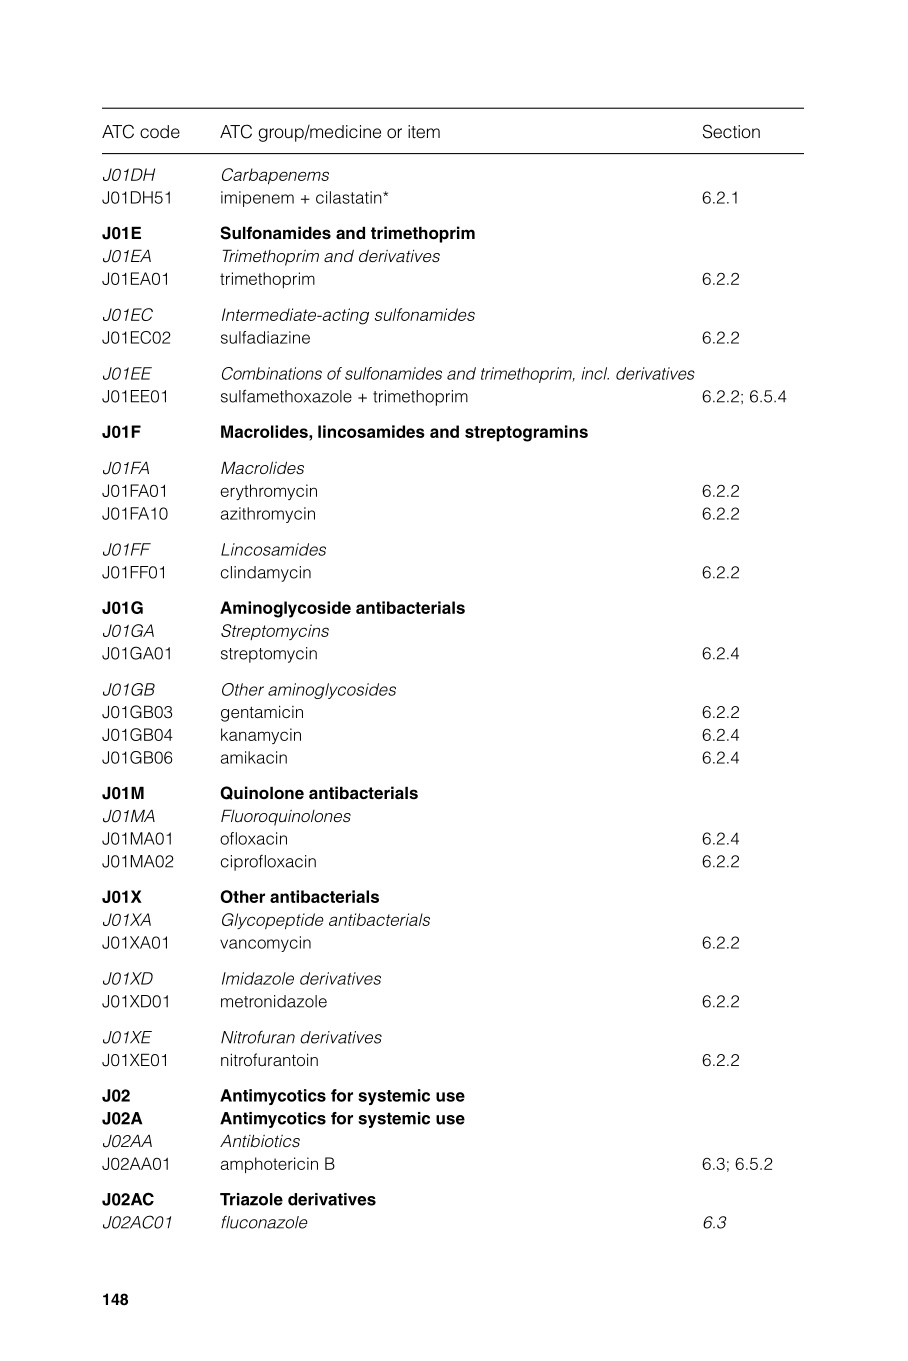 ATC code ATC group/medicine or item Section
J01DH Carbapenems
J01DH51 imipenem + cilastatin* 6.2.1
J01E Sulfonamides and trimethoprim
J01EA Trimethoprim and derivatives
J01EA01 trimethoprim 6.2.2
J01EC Intermediate-acting sulfonamides
J01EC02 sulfadiazine 6.2.2
J01EE Combinations of sulfonamides and trimethoprim, incl. derivatives
J01EE01 sulfamethoxazole + trimethoprim 6.2.2; 6.5.4
J01F Macrolides, lincosamides and streptogramins
J01FA Macrolides
J01FA01 erythromycin 6.2.2
J01FA10 azithromycin 6.2.2
J01FF Lincosamides
J01FF01 clindamycin 6.2.2
J01G Aminoglycoside antibacterials
J01GA Streptomycins
J01GA01 streptomycin 6.2.4
J01GB Other aminoglycosides
J01GB03 gentamicin 6.2.2
J01GB04 kanamycin 6.2.4
J01GB06 amikacin 6.2.4
J01M Quinolone antibacterials
J01MA Fluoroquinolones
J01MA01 ofloxacin 6.2.4
J01MA02 ciprofloxacin 6.2.2
J01X Other antibacterials
J01XA Glycopeptide antibacterials
J01XA01 vancomycin 6.2.2
J01XD Imidazole derivatives
J01XD01 metronidazole 6.2.2
J01XE Nitrofuran derivatives
J01XE01 nitrofurantoin 6.2.2
J02 Antimycotics for systemic use
J02A Antimycotics for systemic use
J02AA Antibiotics
J02AA01 amphotericin B 6.3; 6.5.2
J02AC Triazole derivatives
J02AC01 fluconazole 6.3
148